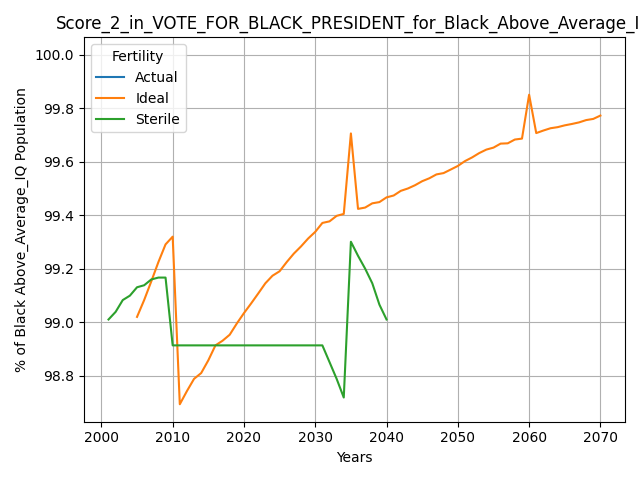 Score_2_in_VOTE_FOR_BLACK_PRESIDENT_for_Black_Above_Average_I
Fertility
Actual
Ideal
Sterile
% of Black Above_Average_IQ Population
100.0
99.8
99.6
99.4
99.2
99.0
98.8
2000 2010 2020 2030 2040 2050 2060 2070
Years